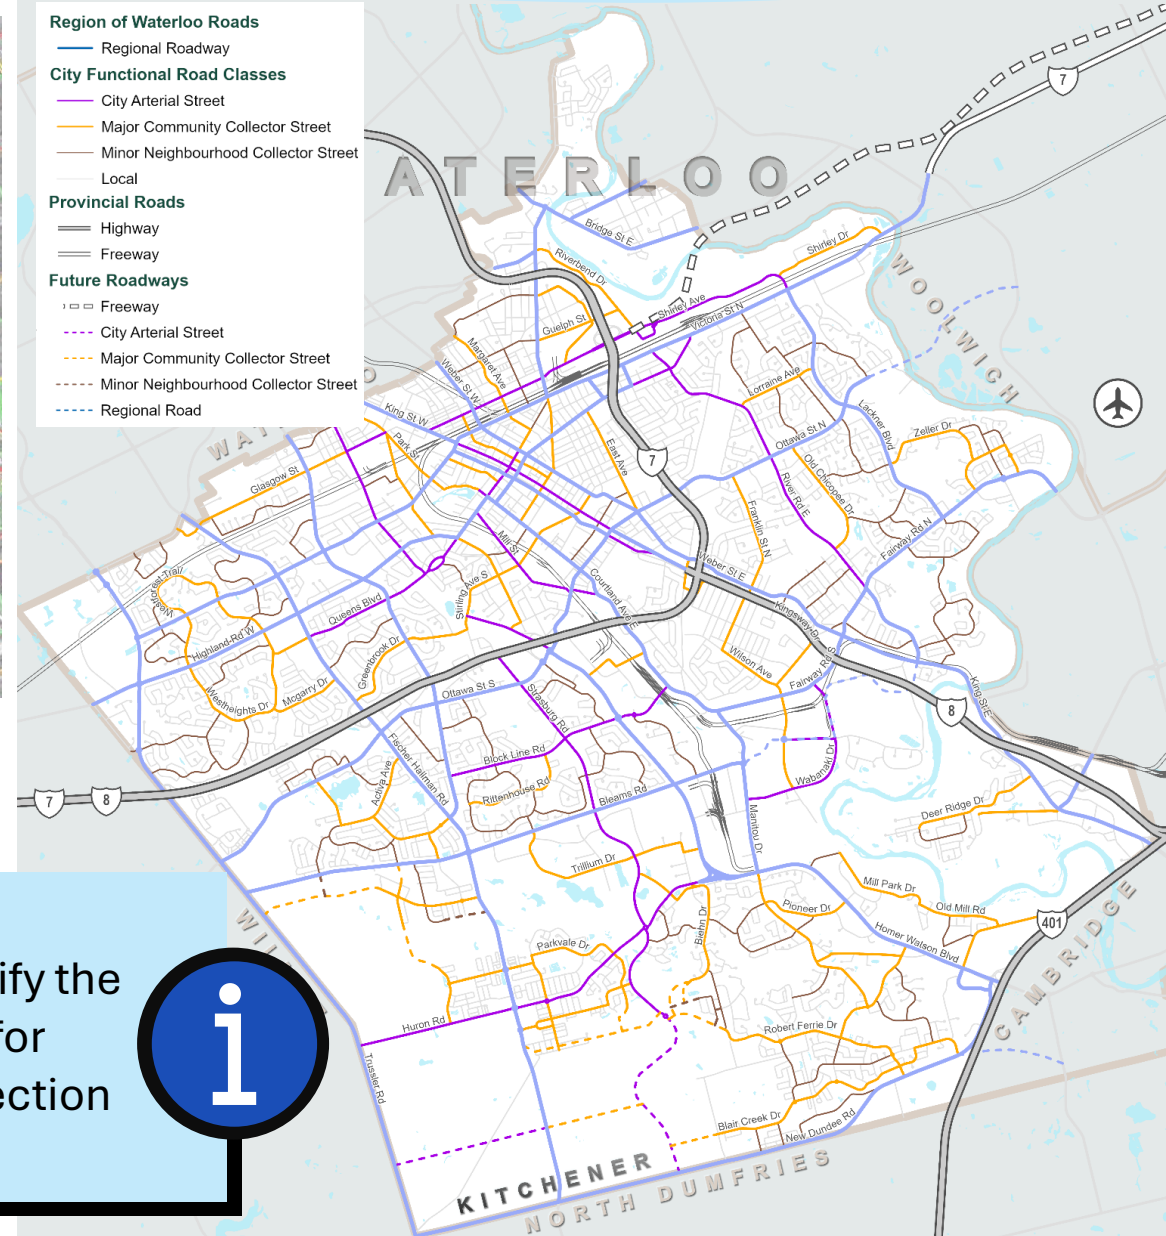 Region of Waterloo Roads
Regional Roadway
City Functional Road Classes
City Arterial Street
Major Community Collector Street
Minor Neighbourhood Collector Street
Local
Provincial Roads
Highway
Freeway
Future Roadways
Freeway
City Arterial Street
Major Community Collector Street
Minor Neighbourhood Collector Street
Regional Road
7
ATERLOO
Bridge St E
Shirley Dr
Riverbend Dr
WOOLWICH
Shirley Ave
Victoria St N
Guelph St
Margaret Ave
Weber St W
King St W
WAT
O
Lorraine Ave
Lackner Blvd
Zeller Dr
Ottawa St N
Park St
East Ave
7
Glasgow St
Old Chicopee Dr
River Rd E
Franklin St N
Fairway Rd N
Mill St
Weber St E
Westforest Trail
Stirling Ave S
Courtland Ave E
Queens Blvd
Kingsway Dr
Highland Rd W
Greenbrook Dr
Wilson Ave
Fairway Rd S
Westheights Dr
Mcgarry Dr
Ottawa St S
Strasburg Rd
King St E
8
Fischer Hallman Rd
Block Line Rd
Activa Ave
Rittenhouse Rd
Bleams Rd
Wabanaki Dr
7
8
Manitou Dr
Deer Ridge Dr
Trillium Dr
Mill Park Dr
Old Mill Rd
Pioneer Dr
401
WIL
Biehn Dr
Homer Watson Blvd
Parkvale Dr
CAMBRIDGE
ify the
for
ection
i
Huron Rd
Robert Ferrie Dr
Trussler Rd
Blair Creek Dr
New Dundee Rd
KITCHENER
NORTH DUMFRIES